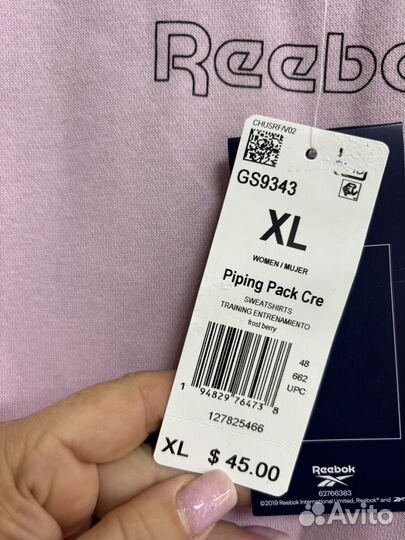 Reebo
CHUSRF/V02
GS9343
XL
WOMEN / MUJER
Piping Pack Cre
SWEATSHIRTS
TRAINING ENTRENAMIENTO
frost berry
48
662
UPC
1 94829 76473 8
127825466
XL $ 45.00
Reebok
62766383
©2019 Reebok International Limited, Reebok® and
Avito